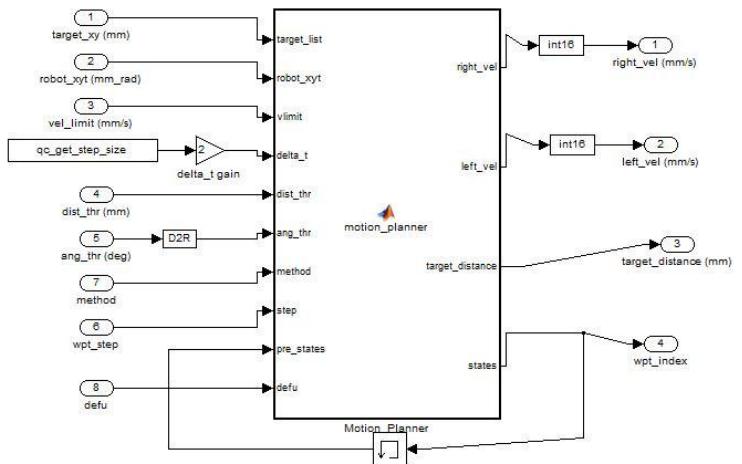 1
target_xy (mm)
2
robot_xyt (mm_rad)
3
vel_limit (mm/s)
qc_get_step_size
2
delta_t gain
4
dist_thr (mm)
5
D2R
ang_thr (deg)
7
method
6
wpt_step
8
defu
target_list
robot_xyt
vlimit
delta_t
dist_thr
ang_thr
method
step
pre_states
defu
motion_planner
right_vel
left_vel
target_distance
states
Motion_Planner
int16
1
right_vel (mm/s)
int16
2
left_vel (mm/s)
3
target_distance (mm)
4
wpt_index